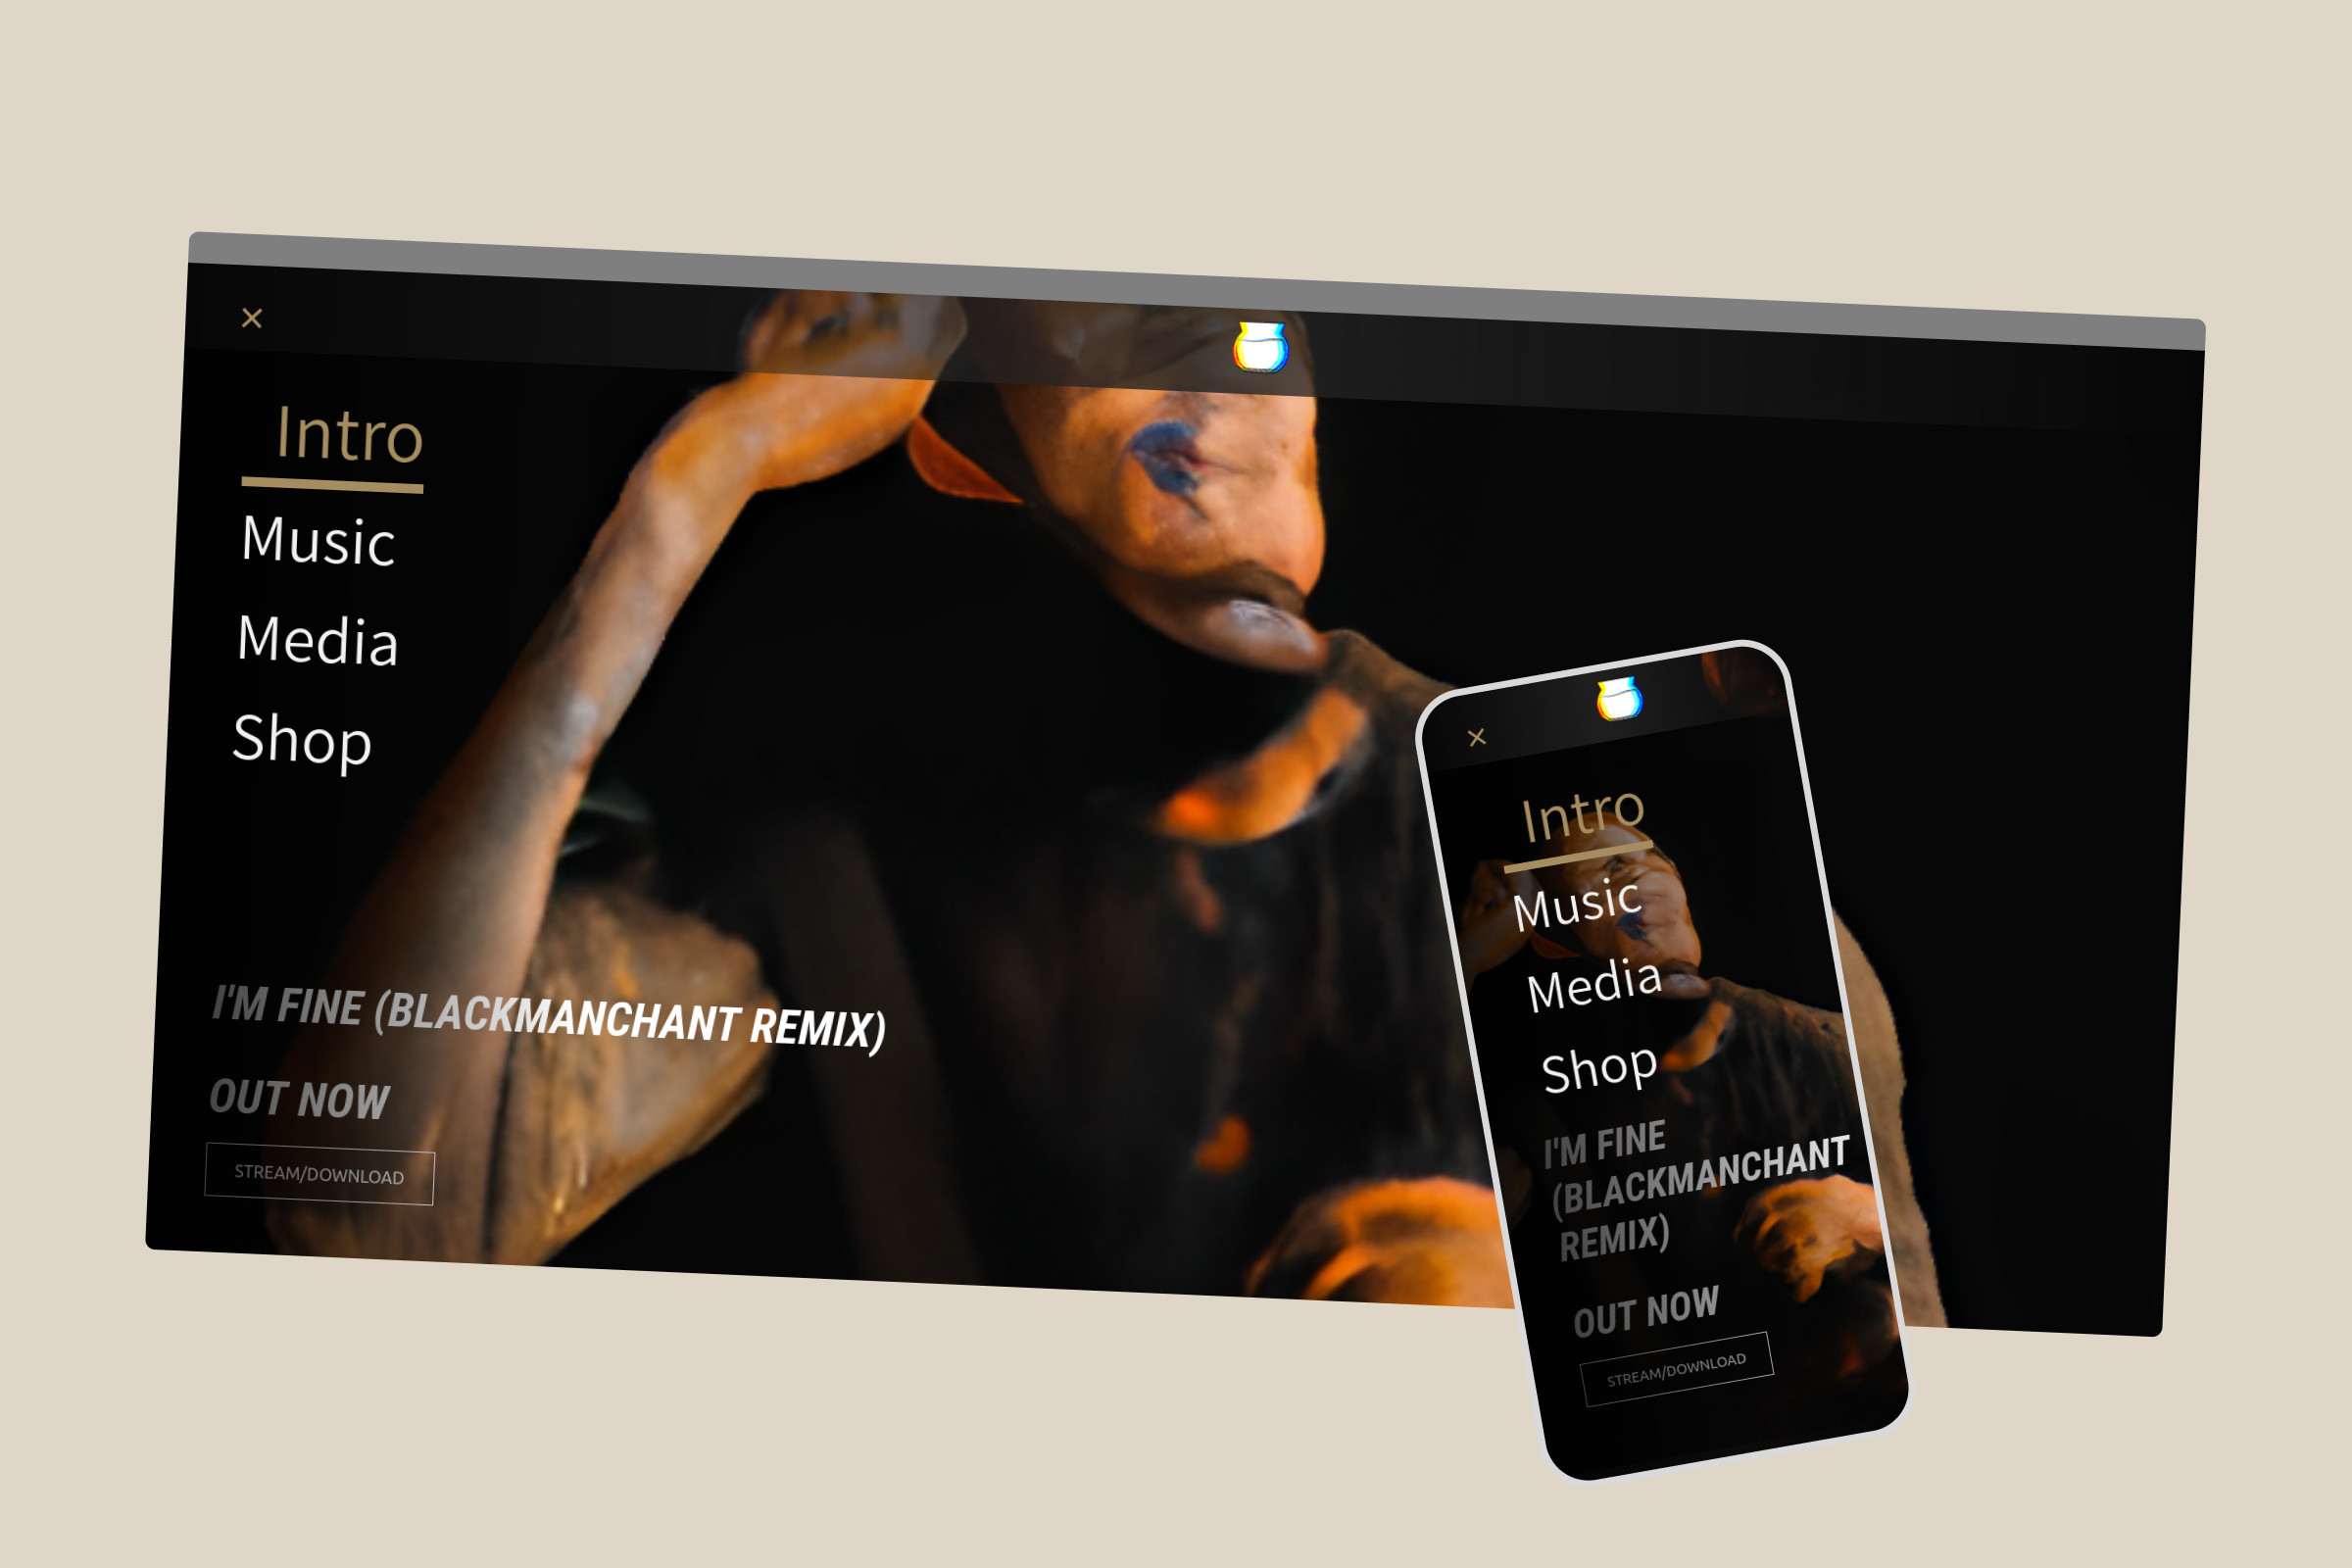 Intro
Music
Media
Shop
I'M FINE (BLACKMANCHANT REMIX)
OUT NOW
STREAM/DOWNLOAD
Intro
Music
Media
Shop
I'M FINE
(BLACKMANCHANT
REMIX)
OUT NOW
STREAM/DOWNLOAD